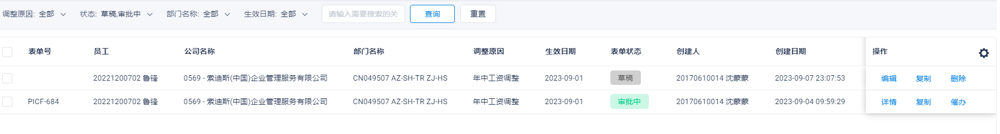 调整原因: 全部 状态: 草稿,审批中 部门名称: 全部 生效日期: 全部 请输入需要搜索的关 查询 重置
表单号 员工 公司名称 部门名称 调整原因 生效日期 表单状态 创建人 创建日期 操作
20221200702 鲁锋 0569 - 索迪斯(中国)企业管理服务有限公司 CN049507 AZ-SH-TR ZJ-HS 年中工资调整 2023-09-01 草稿 20170610014 沈蒙蒙 2023-09-07 23:07:53 编辑 复制 删除
PICF-684 20221200702 鲁锋 0569 - 索迪斯(中国)企业管理服务有限公司 CN049507 AZ-SH-TR ZJ-HS 年中工资调整 2023-09-01 审批中 20170610014 沈蒙蒙 2023-09-04 09:59:29 详情 复制 催办